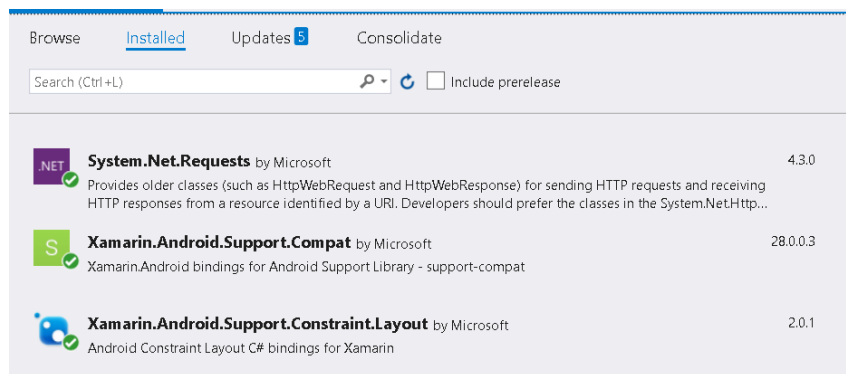 Browse Installed Updates 5 Consolidate
Search (Ctrl+L) Include prerelease
.NET System.Net.Requests by Microsoft 4.3.0
Provides older classes (such as HttpWebRequest and HttpWebResponse) for sending HTTP requests and receiving
HTTP responses from a resource identified by a URI. Developers should prefer the classes in the System.Net.Http...
S Xamarin.Android.Support.Compat by Microsoft 28.0.0.3
Xamarin.Android bindings for Android Support Library - support-compat
Xamarin.Android.Support.Constraint.Layout by Microsoft 2.0.1
Android Constraint Layout C# bindings for Xamarin